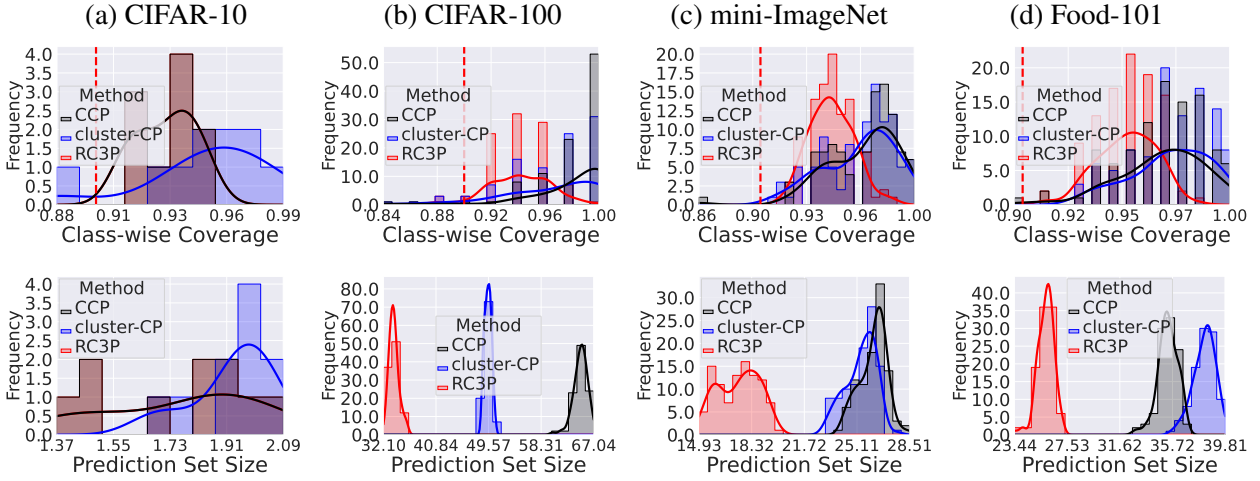 (a) CIFAR-10
(b) CIFAR-100
(c) mini-ImageNet
(d) Food-101
Frequency
4.0
3.5
3.0
2.5
2.0
1.5
1.0
0.5
0.0
Method
CCP
cluster-CP
RC3P
0.88 0.91 0.93 0.96 0.99
Class-wise Coverage
Frequency
50.0
40.0
30.0
20.0
10.0
0.0
Method
CCP
cluster-CP
RC3P
0.84 0.88 0.92 0.96 1.00
Class-wise Coverage
Frequency
20.0
17.5
15.0
12.5
10.0
7.5
5.0
2.5
0.0
Method
CCP
cluster-CP
RC3P
0.86 0.90 0.93 0.96 1.00
Class-wise Coverage
Frequency
20.0
15.0
10.0
5.0
0.0
Method
CCP
cluster-CP
RC3P
0.90 0.92 0.95 0.97 1.00
Class-wise Coverage
Frequency
4.0
3.5
3.0
2.5
2.0
1.5
1.0
0.5
0.0
Method
CCP
cluster-CP
RC3P
1.37 1.55 1.73 1.91 2.09
Prediction Set Size
Frequency
80.0
70.0
60.0
50.0
40.0
30.0
20.0
10.0
0.0
Method
CCP
cluster-CP
RC3P
32.10 40.84 49.57 58.31 67.04
Prediction Set Size
Frequency
30.0
25.0
20.0
15.0
10.0
5.0
0.0
Method
CCP
cluster-CP
RC3P
14.93 18.32 21.72 25.11 28.51
Prediction Set Size
Frequency
40.0
35.0
30.0
25.0
20.0
15.0
10.0
5.0
0.0
Method
CCP
cluster-CP
RC3P
23.44 27.53 31.62 35.72 39.81
Prediction Set Size